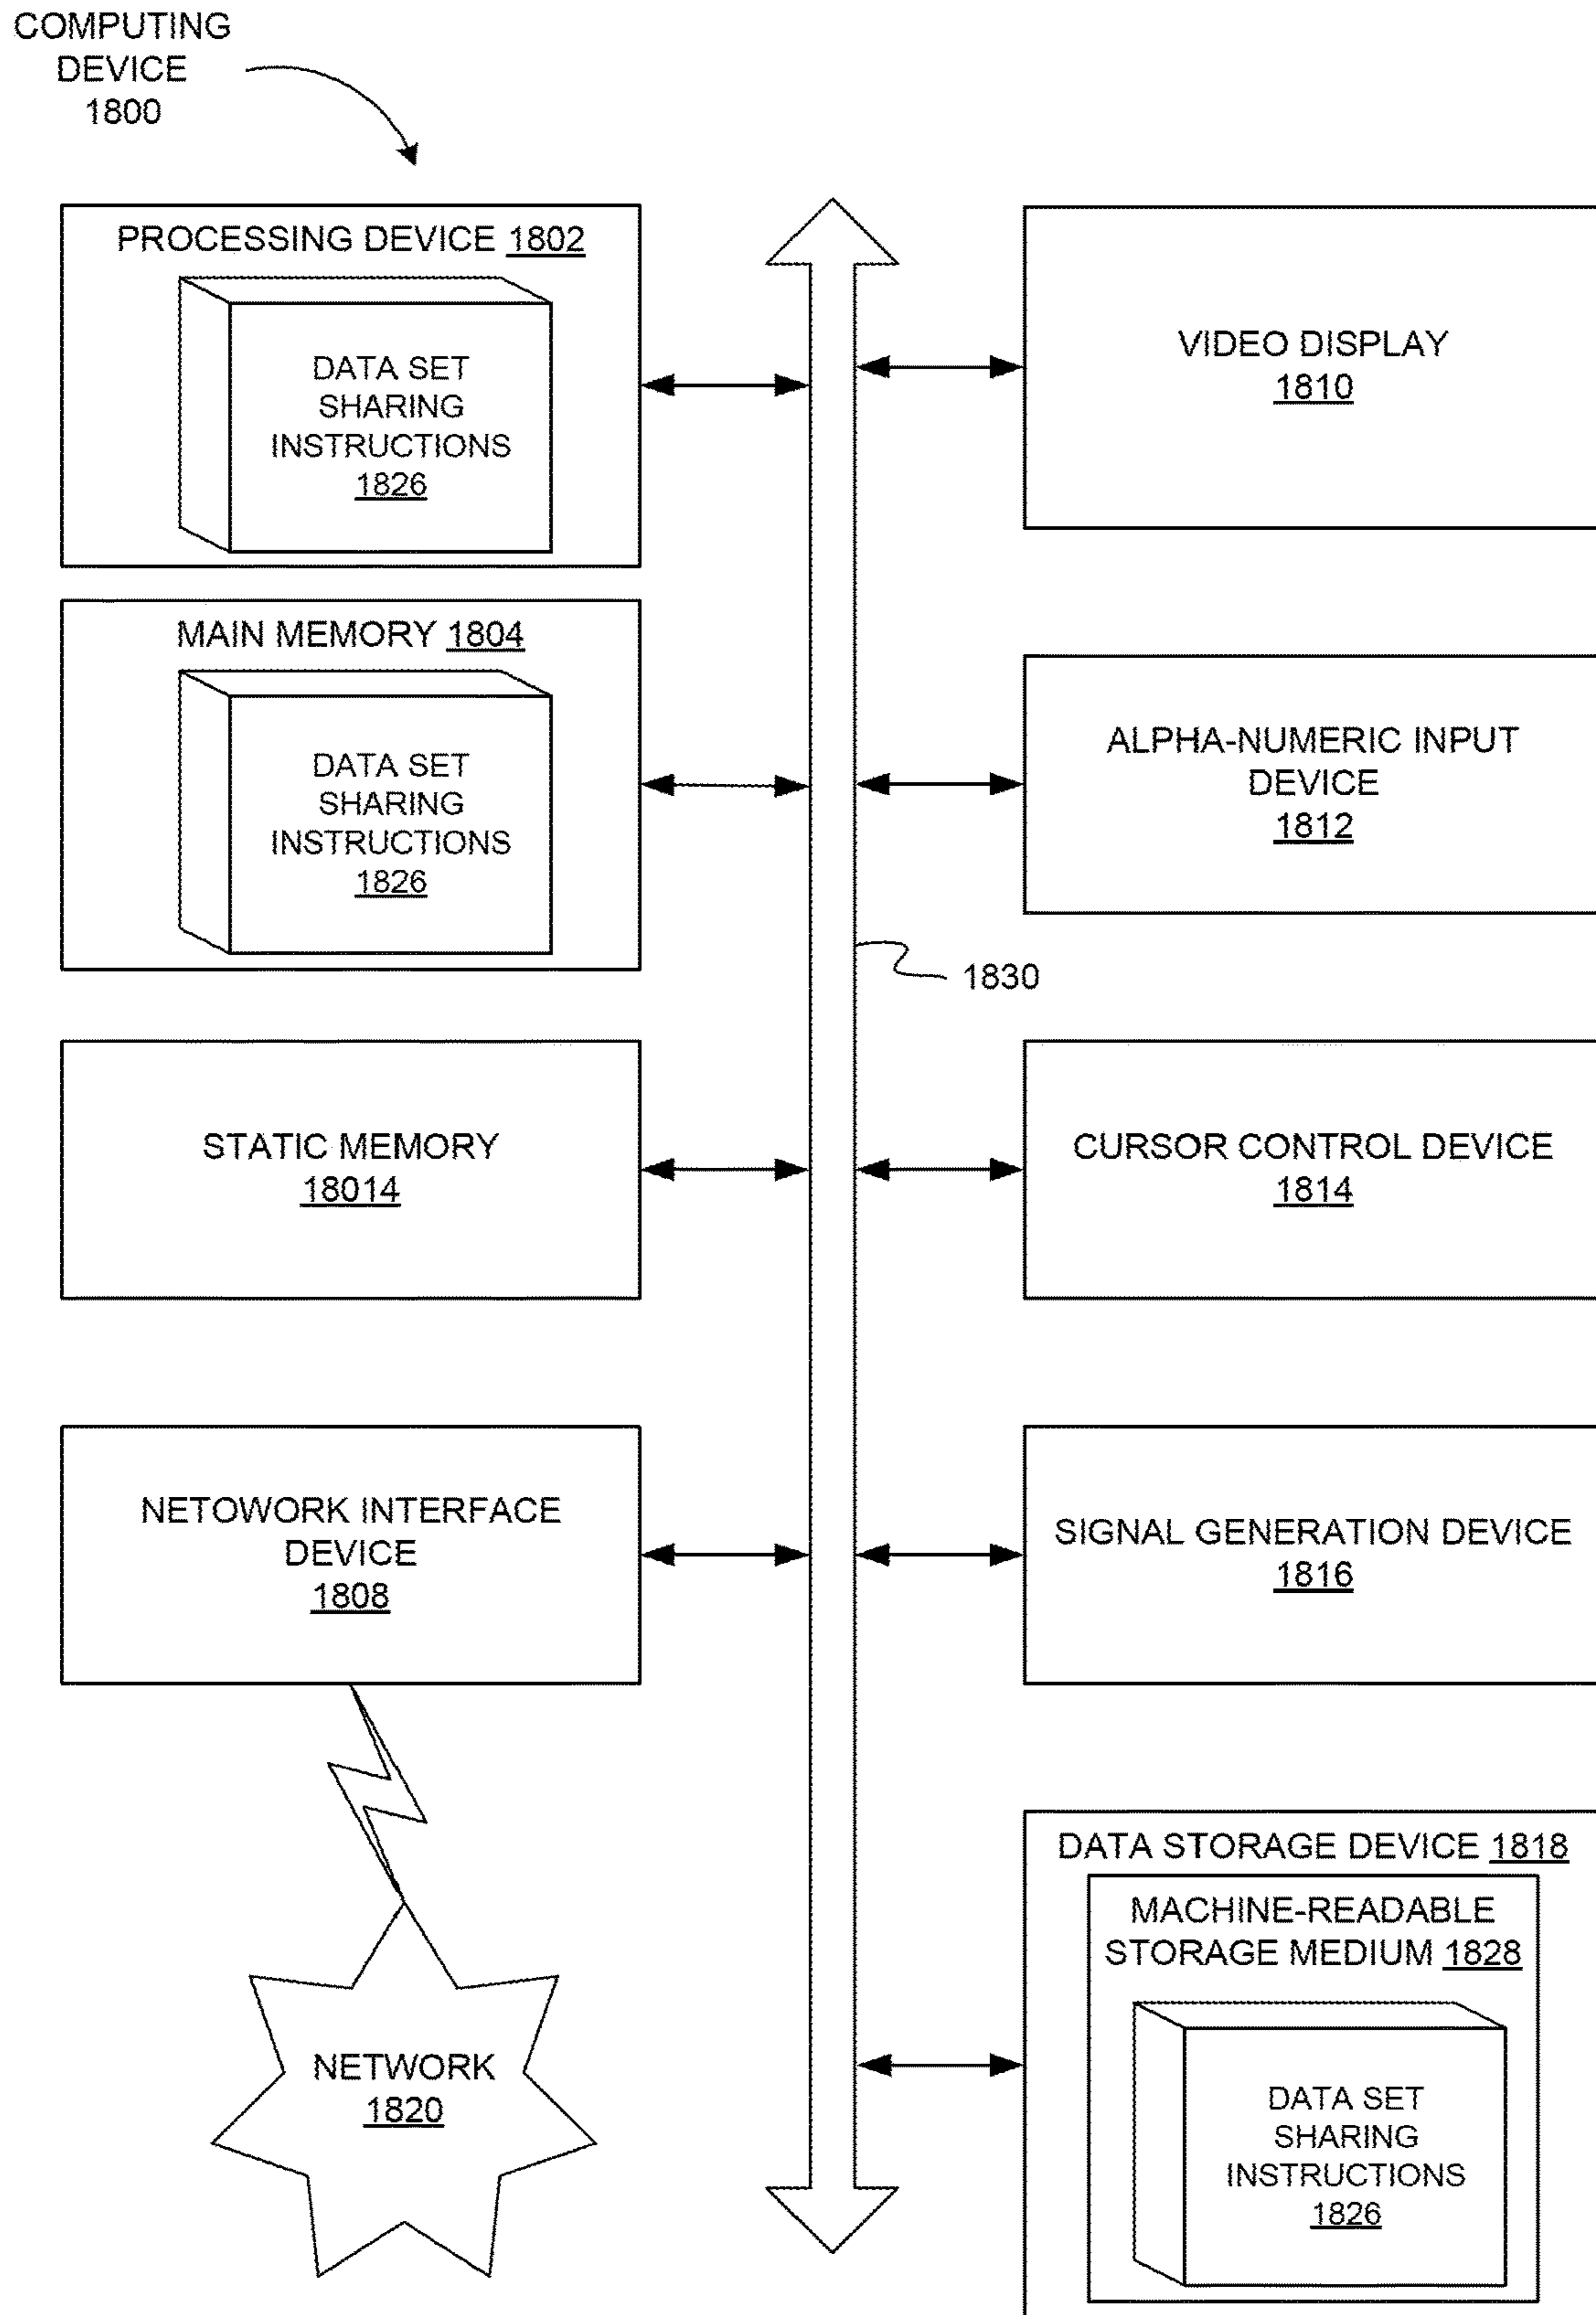 COMPUTING
DEVICE
1800
PROCESSING DEVICE 1802
DATA SET
SHARING
INSTRUCTIONS
1826
MAIN MEMORY 1804
DATA SET
SHARING
INSTRUCTIONS
1826
STATIC MEMORY
18014
NETOWORK INTERFACE
DEVICE
1808
NETWORK
1820
1830
VIDEO DISPLAY
1810
ALPHA-NUMERIC INPUT
DEVICE
1812
CURSOR CONTROL DEVICE
1814
SIGNAL GENERATION DEVICE
1816
DATA STORAGE DEVICE 1818
MACHINE-READABLE
STORAGE MEDIUM 1828
DATA SET
SHARING
INSTRUCTIONS
1826